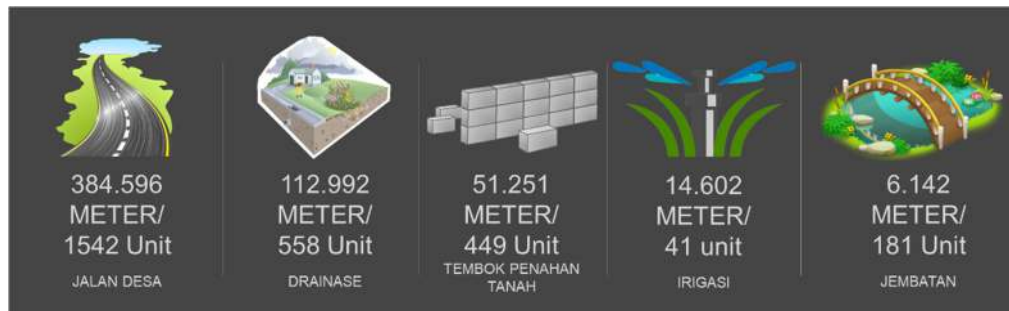 384.596
METER/
1542 Unit
JALAN DESA
112.992
METER/
558 Unit
DRAINASE
51.251
METER/
449 Unit
TEMBOK PENAHAN
TANAH
14.602
METER/
41 unit
IRIGASI
6.142
METER/
181 Unit
JEMBATAN